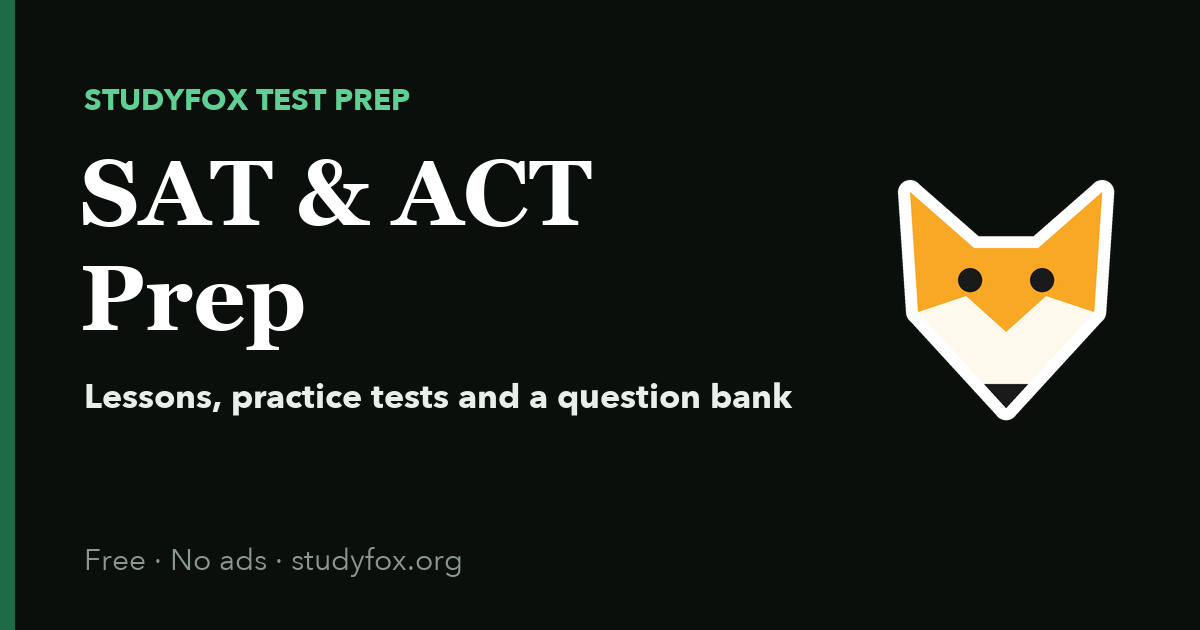 STUDYFOX TEST PREP
SAT & ACT
Prep
Lessons, practice tests and a question bank
Free · No ads · studyfox.org